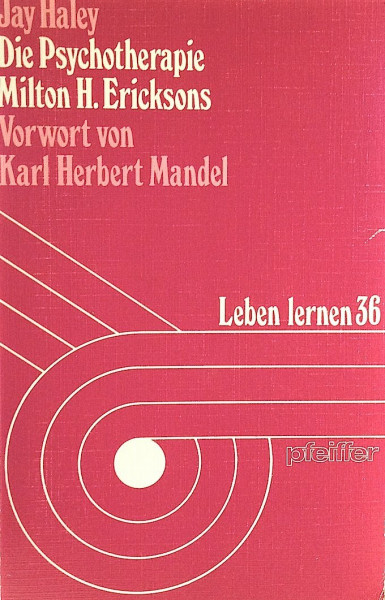 Jay Haley
Die Psychotherapie
Milton H. Ericksons
Vorwort von
Karl Herbert Mandel
Leben lernen 36
pfeiffer